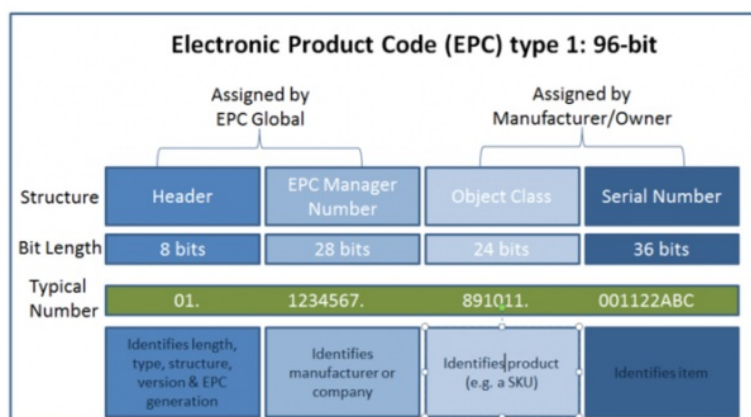 Electronic Product Code (EPC) type 1: 96-bit
Assigned by
EPC Global
Assigned by
Manufacturer/Owner
Structure
Header
EPC Manager
Number
Object Class
Serial Number
Bit Length
8 bits
28 bits
24 bits
36 bits
Typical
Number
01.
1234567.
891011.
001122ABC
Identifies length,
type, structure,
version & EPC
generation
Identifies
manufacturer or
company
Identifies product
(e.g. a SKU)
Identifies item